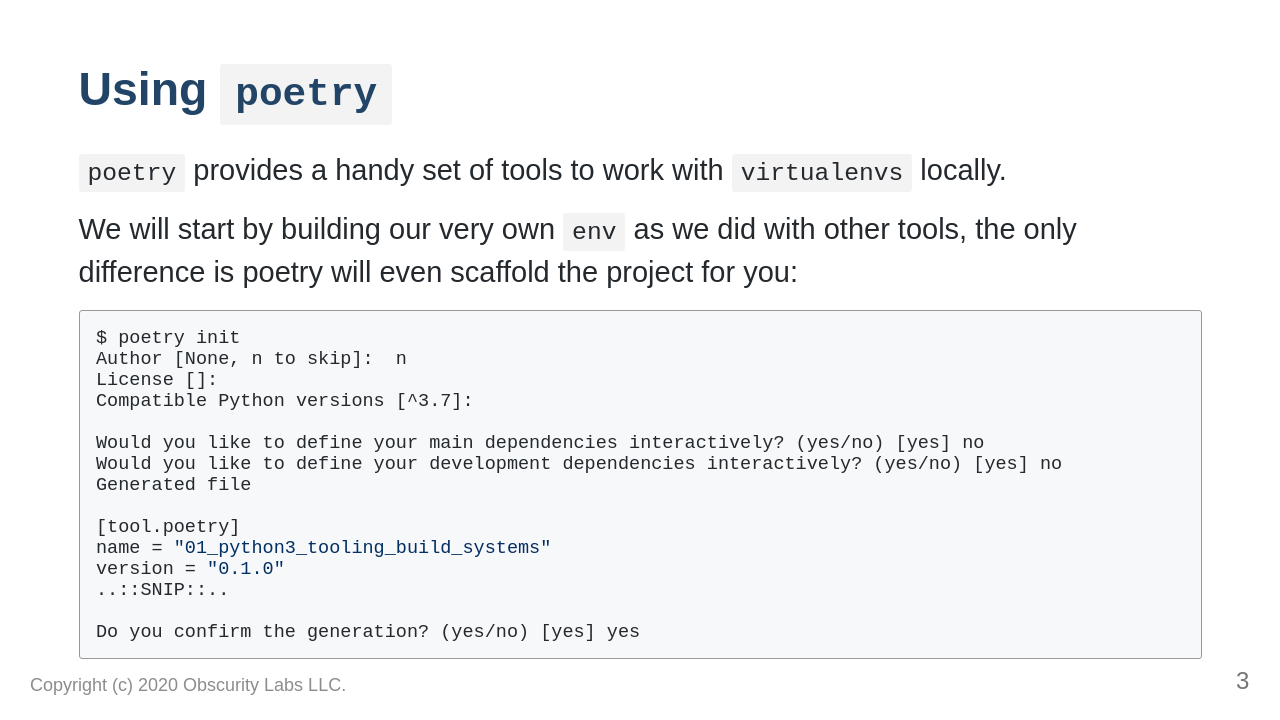 Using poetry
poetry provides a handy set of tools to work with virtualenvs locally.
We will start by building our very own env as we did with other tools, the only
difference is poetry will even scaffold the project for you:
$ poetry init
Author [None, n to skip]:  n
License []:
Compatible Python versions [^3.7]:
Would you like to define your main dependencies interactively? (yes/no) [yes] no
Would you like to define your development dependencies interactively? (yes/no) [yes] no
Generated file
[tool.poetry]
name = "01_python3_tooling_build_systems"
version = "0.1.0"
..::SNIP::..
Do you confirm the generation? (yes/no) [yes] yes
Copyright (c) 2020 Obscurity Labs LLC.
3